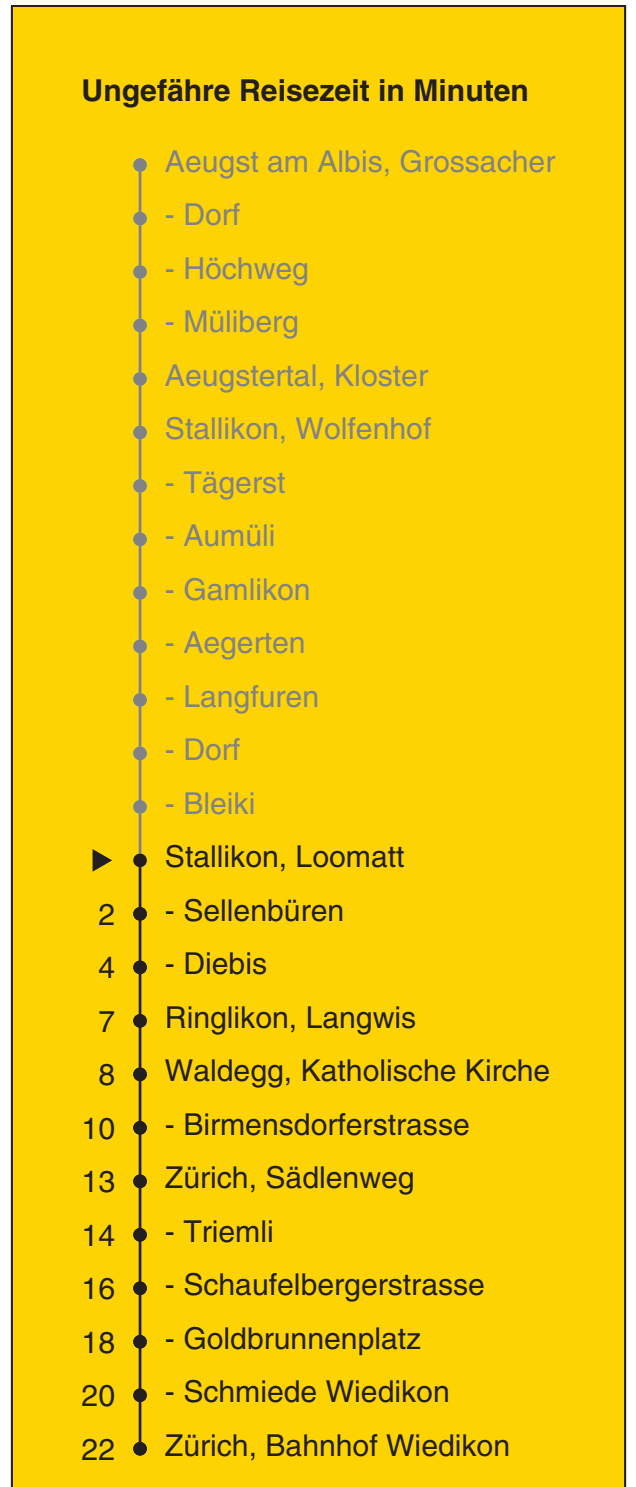 Ungefähre Reisezeit in Minuten
Aeugst am Albis, Grossacher
- Dorf
- Höchweg
- Müliberg
Aeugstertal, Kloster
Stallikon, Wolfenhof
- Tägerst
- Aumüli
- Gamlikon
- Aegerten
- Langfuren
- Dorf
- Bleiki
Stallikon, Loomatt
2 - Sellenbüren
4 - Diebis
7 Ringlikon, Langwis
8 Waldegg, Katholische Kirche
10 - Birmensdorferstrasse
13 Zürich, Sädlenweg
14 - Triemli
16 - Schaufelbergerstrasse
18 - Goldbrunnenplatz
20 - Schmiede Wiedikon
22 Zürich, Bahnhof Wiedikon